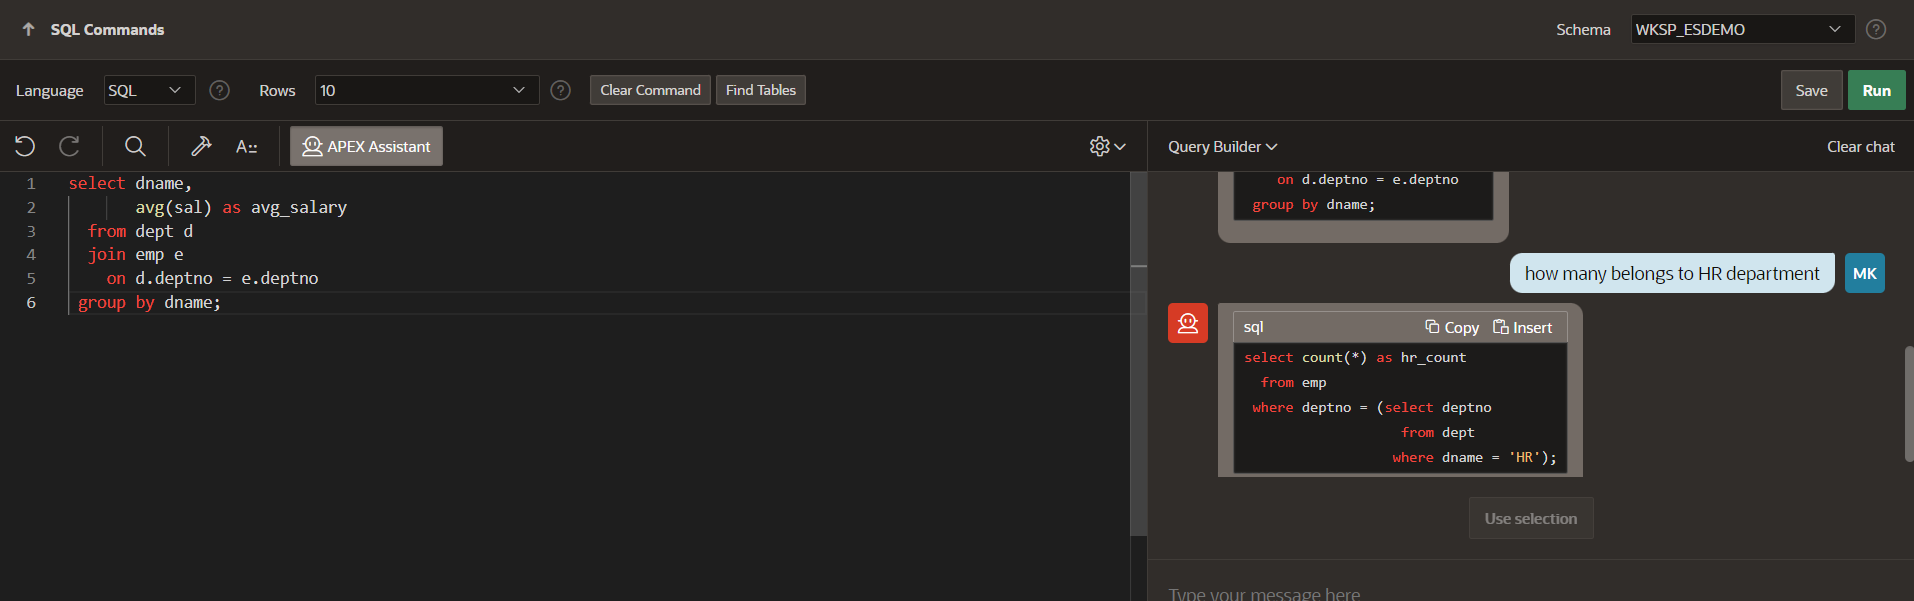 SQL Commands
Schema WKSP_ESDEMO
Language SQL Rows 10 Clear Command Find Tables Save Run
A:: APEX Assistant
1 select dname,
2 avg(sal) as avg_salary
3 from dept d
4 join emp e
5 on d.deptno = e.deptno
6 group by dname;
Query Builder Clear chat
on d.deptno = e.deptno
group by dname;
how many belongs to HR department MK
sql Copy Insert
select count(*) as hr_count
from emp
where deptno = (select deptno
from dept
where dname = 'HR');
Use selection
Type your message here